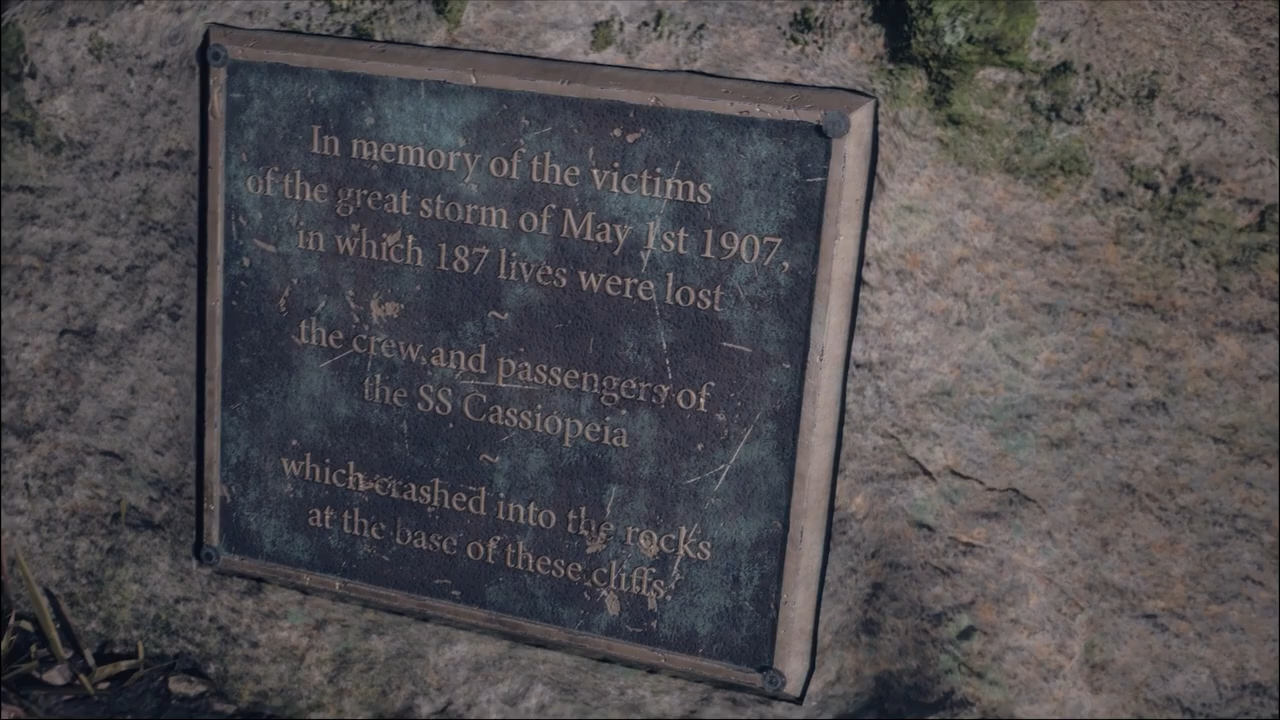 In memory of the victims
of the great storm of May 1st 1907,
in which 187 lives were lost
~
the crew and passengers of
the SS Cassiopeia
~
which crashed into the rocks
at the base of these cliffs.